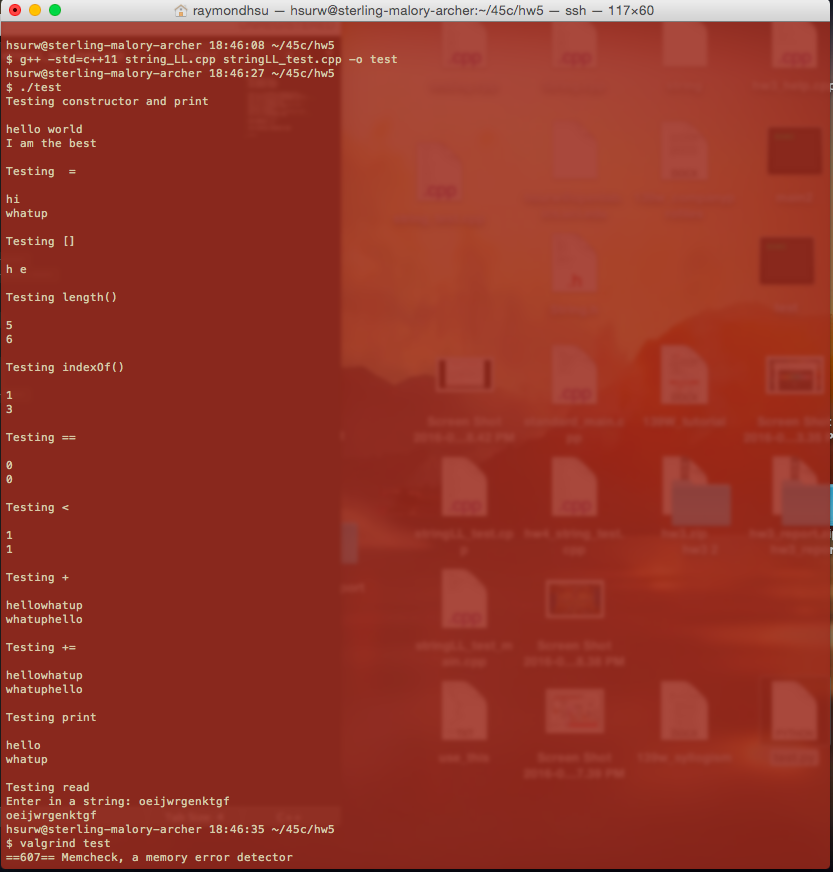 raymondhsu — hsurw@sterling-malory-archer:~/45c/hw5 — ssh — 117×60
hsurw@sterling-malory-archer 18:46:08 ~/45c/hw5
$ g++ -std=c++11 string_LL.cpp stringLL_test.cpp -o test
hsurw@sterling-malory-archer 18:46:27 ~/45c/hw5
$ ./test
Testing constructor and print
hello world
I am the best
Testing  =
hi
whatup
Testing []
h e
Testing length()
5
6
Testing indexOf()
1
3
Testing ==
0
0
Testing <
1
1
Testing +
hellowhatup
whatuphello
Testing +=
hellowhatup
whatuphello
Testing print
hello
whatup
Testing read
Enter in a string: oeijwrgenktgf
oeijwrgenktgf
hsurw@sterling-malory-archer 18:46:35 ~/45c/hw5
$ valgrind test
==607== Memcheck, a memory error detector